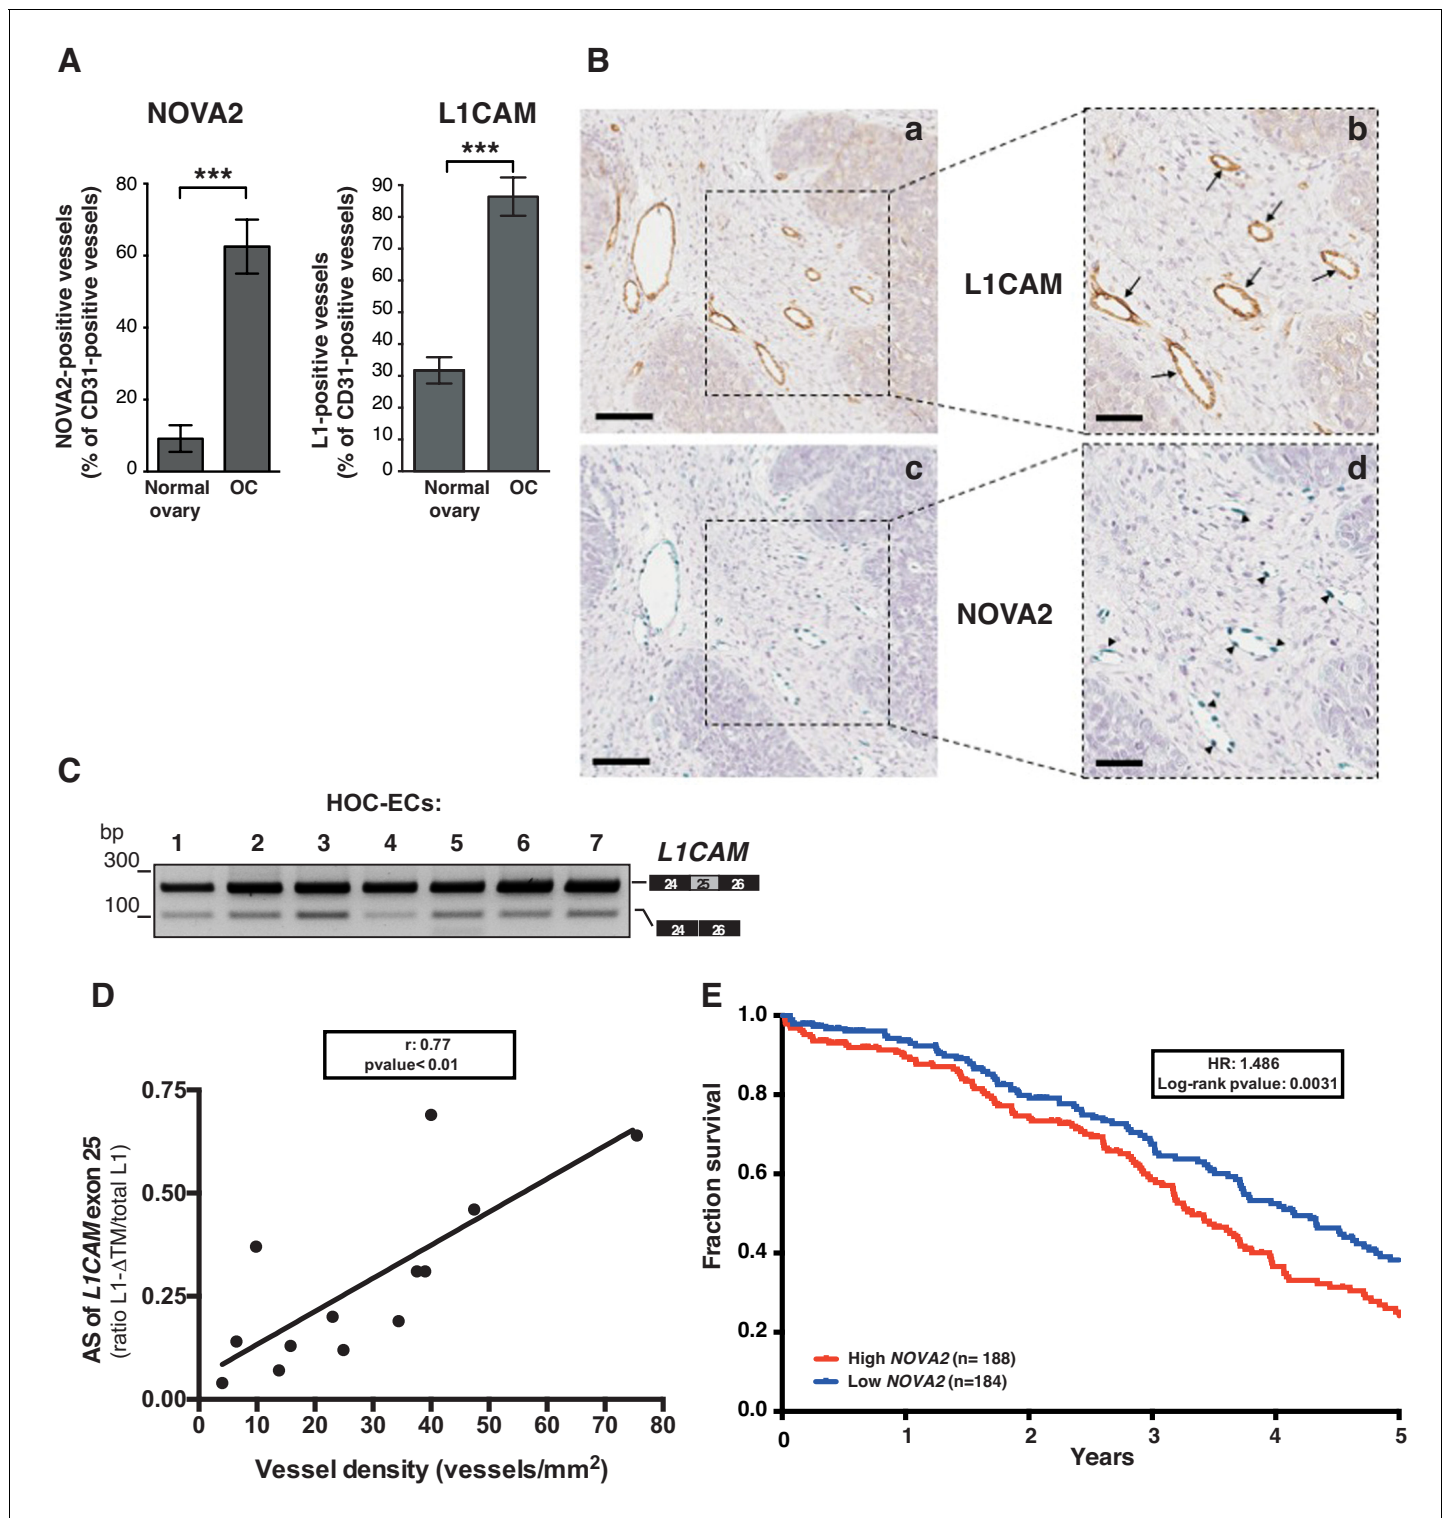 A
NOVA2
***
NOVA2-positive vessels
(% of CD31-positive vessels)
80
60
40
20
0
Normal
ovary
OC
L1CAM
***
L1-positive vessels
(% of CD31-positive vessels)
90
80
70
60
50
40
30
20
10
0
Normal
ovary
OC
B
a
b
L1CAM
c
d
NOVA2
C
HOC-ECs:
bp
1 2 3 4 5 6 7
300
100
L1CAM
24 25 26
24 26
D
r: 0.77
pvalue< 0.01
AS of L1CAM exon 25
(ratio L1-ΔTM/total L1)
0.75
0.50
0.25
0.00
0 10 20 30 40 50 60 70 80
Vessel density (vessels/mm²)
E
HR: 1.486
Log-rank pvalue: 0.0031
Fraction survival
1.0
0.8
0.6
0.4
0.2
0.0
High NOVA2 (n= 188)
Low NOVA2 (n=184)
0 1 2 3 4 5
Years